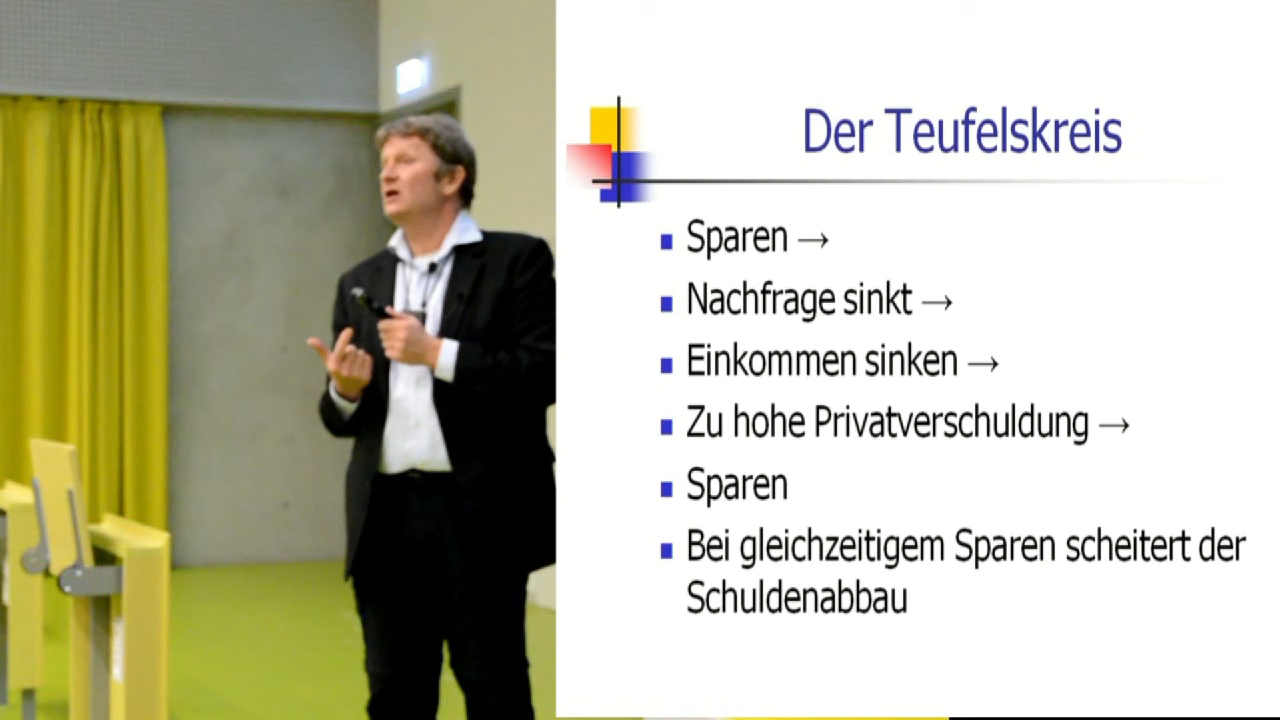 Der Teufelskreis
Sparen →
Nachfrage sinkt →
Einkommen sinken →
Zu hohe Privatverschuldung →
Sparen
Bei gleichzeitigem Sparen scheitert der
Schuldenabbau